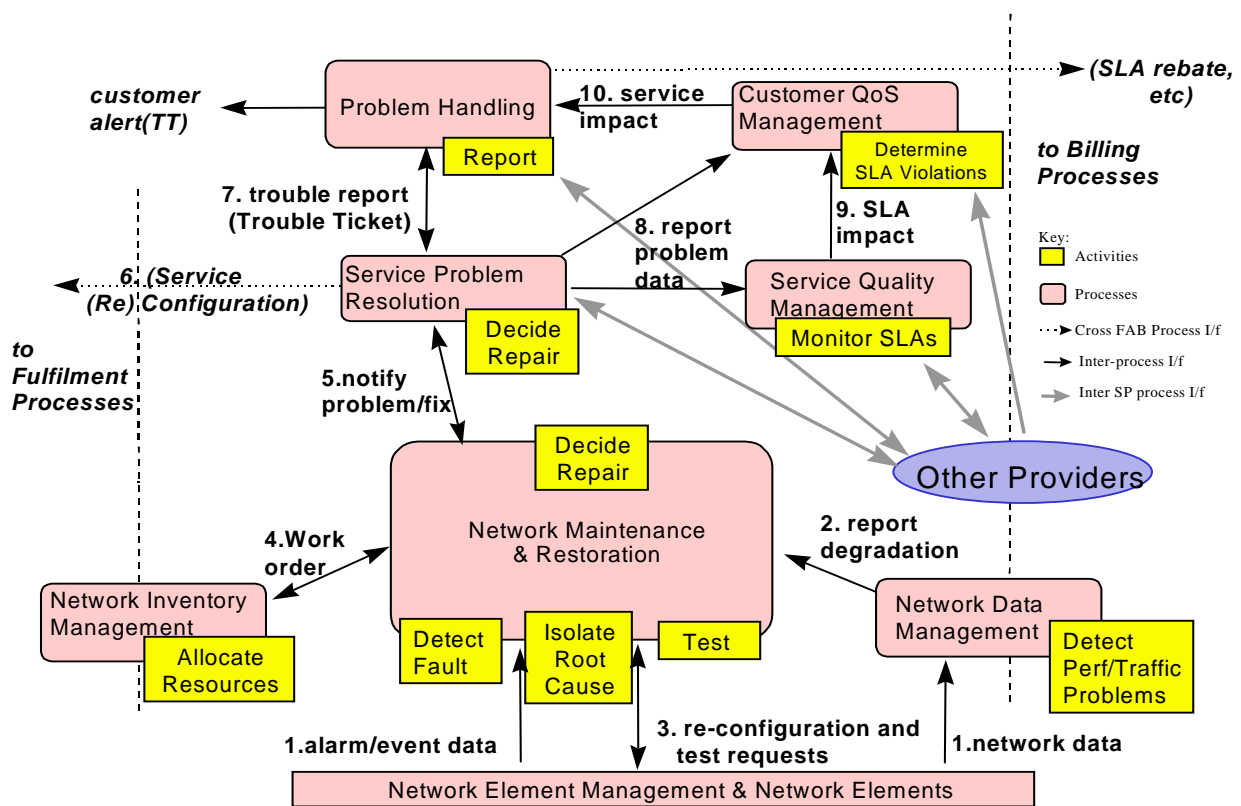 (SLA rebate,
etc)
customer
alert(TT)
Problem Handling
10. service
impact
Customer QoS
Management
Report
Determine
SLA Violations
to Billing
Processes
7. trouble report
(Trouble Ticket)
8. report
problem
data
9. SLA
impact
Key:
Activities
Processes
Cross FAB Process I/f
Inter-process I/f
Inter SP process I/f
6. (Service
(Re) Configuration)
Service Problem
Resolution
Decide
Repair
Service Quality
Management
Monitor SLAs
to
Fulfilment
Processes
5.notify
problem/fix
Decide
Repair
Other Providers
Network Maintenance
& Restoration
4.Work
order
2. report
degradation
Network Inventory
Management
Allocate
Resources
Detect
Fault
Isolate
Root
Cause
Test
Network Data
Management
Detect
Perf/Traffic
Problems
1.alarm/event data
3. re-configuration and
test requests
1.network data
Network Element Management & Network Elements